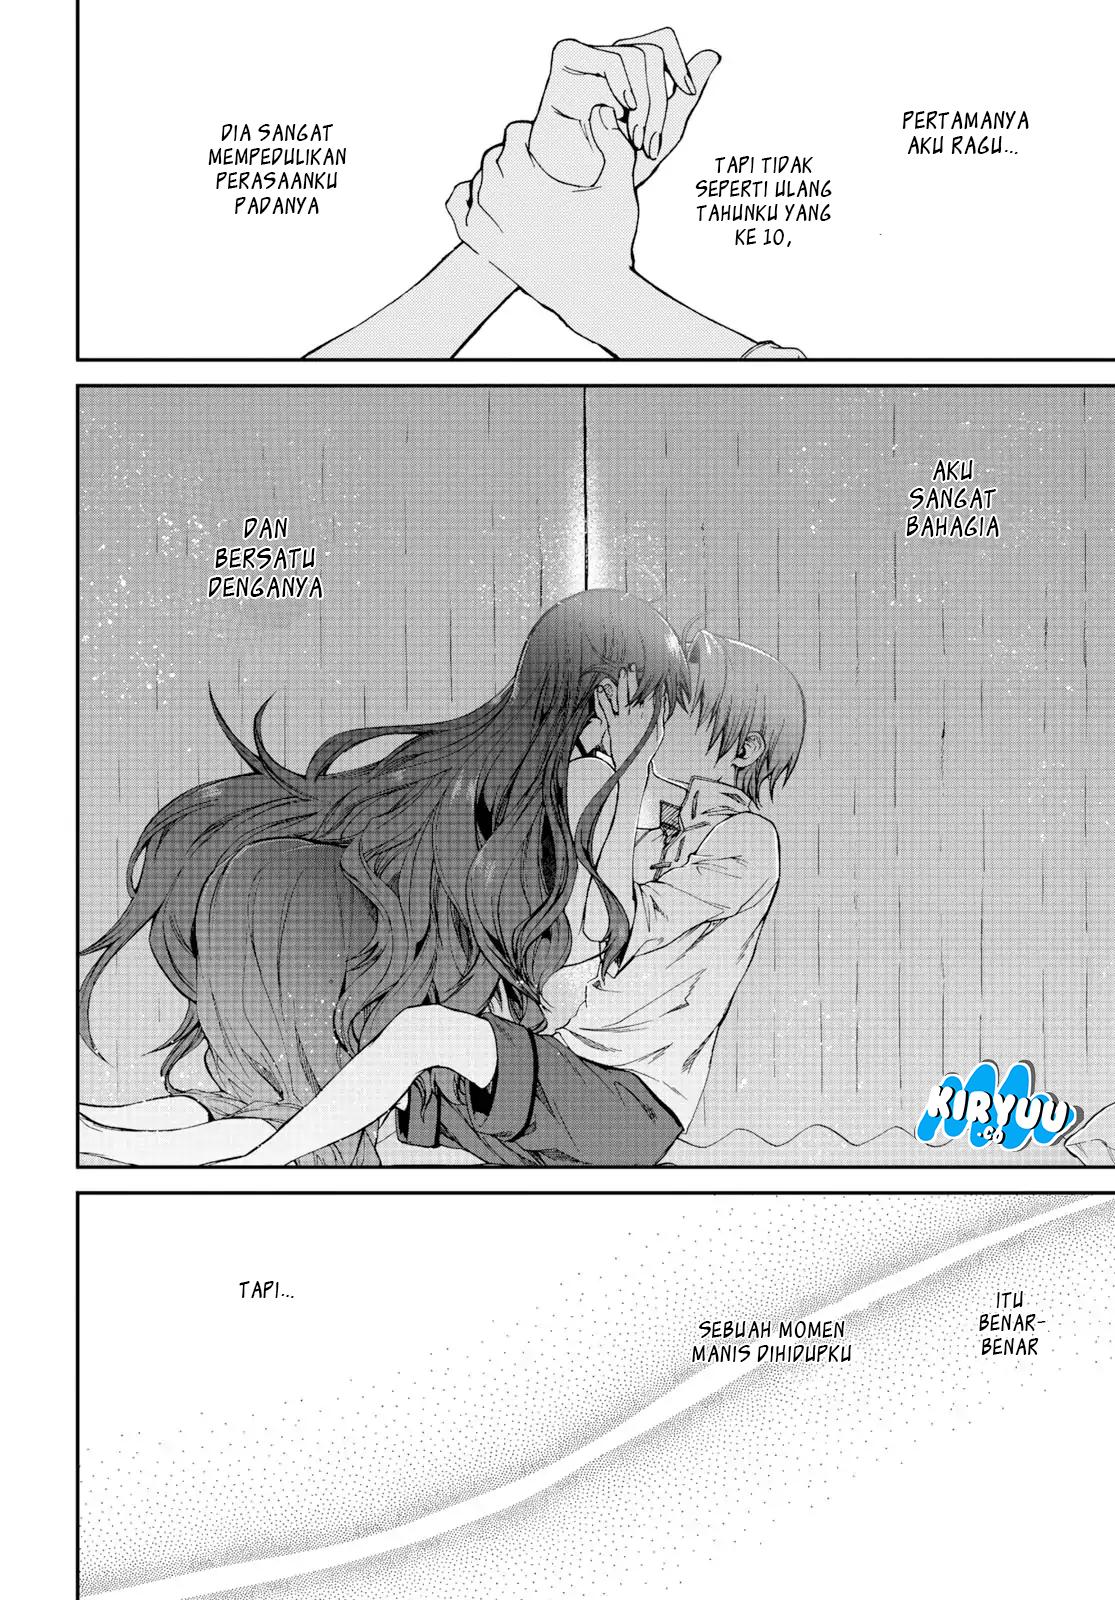 PERTAMANYA
AKU RAGU...
TAPI TIDAK
SEPERTI ULANG
TAHUNKU YANG
KE 10,
DIA SANGAT
MEMPEDULIKAN
PERASAANKU
PADANYA
AKU
SANGAT
BAHAGIA
DAN
BERSATU
DENGANYA
KIRYUU
.CO
ITU
BENAR-
BENAR
SEBUAH MOMEN
MANIS DIHIDUPKU
TAPI...